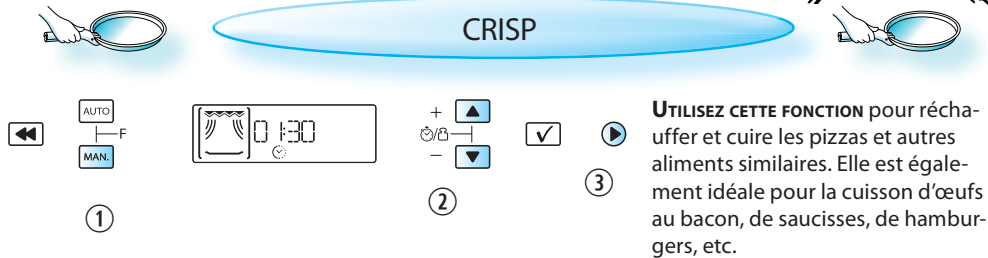 CRISP
AUTO
F
MAN.
01:30
+
-
1
2
3
UTILISEZ CETTE FONCTION pour récha-
uffer et cuire les pizzas et autres
aliments similaires. Elle est égale-
ment idéale pour la cuisson d’œufs
au bacon, de saucisses, de hambur-
gers, etc.